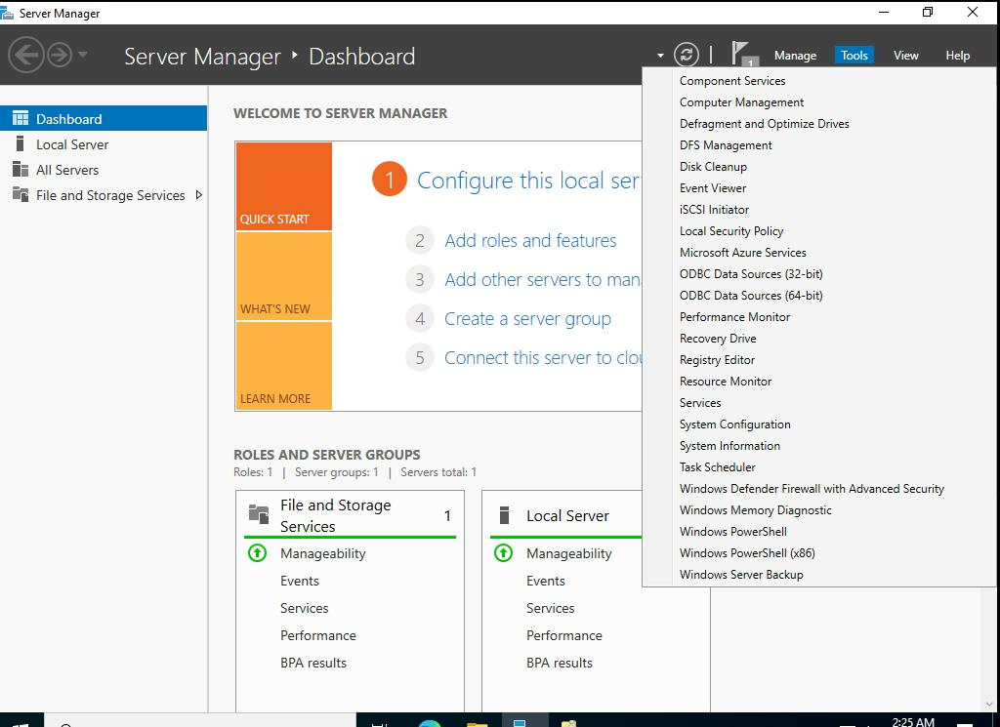 Server Manager
Server Manager ‣ Dashboard
1
Manage
Tools
View
Help
Dashboard
Local Server
All Servers
File and Storage Services
WELCOME TO SERVER MANAGER
QUICK START
WHAT'S NEW
LEARN MORE
1 Configure this local ser
2 Add roles and features
3 Add other servers to man
4 Create a server group
5 Connect this server to clou
ROLES AND SERVER GROUPS
Roles: 1 | Server groups: 1 | Servers total: 1
File and Storage
Services
1
Manageability
Events
Services
Performance
BPA results
Local Server
Manageability
Events
Services
Performance
BPA results
Component Services
Computer Management
Defragment and Optimize Drives
DFS Management
Disk Cleanup
Event Viewer
iSCSI Initiator
Local Security Policy
Microsoft Azure Services
ODBC Data Sources (32-bit)
ODBC Data Sources (64-bit)
Performance Monitor
Recovery Drive
Registry Editor
Resource Monitor
Services
System Configuration
System Information
Task Scheduler
Windows Defender Firewall with Advanced Security
Windows Memory Diagnostic
Windows PowerShell
Windows PowerShell (x86)
Windows Server Backup
2:25 AM